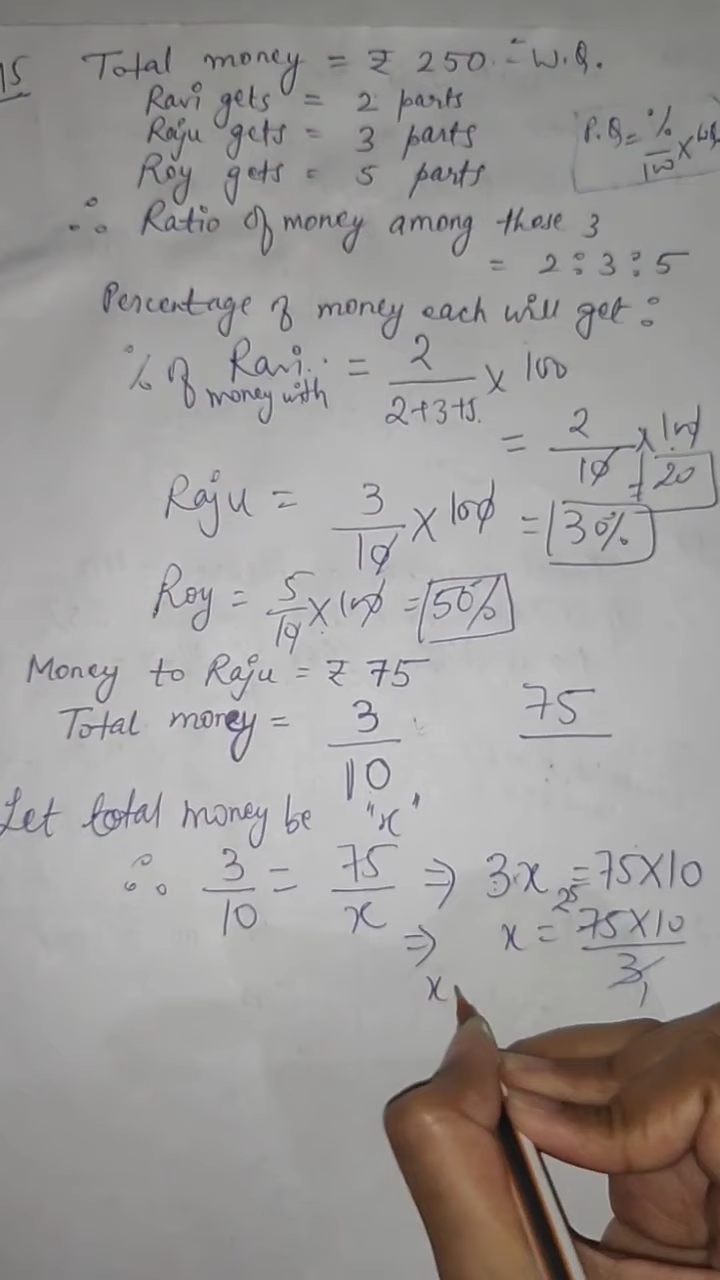 15 Total money = ₹ 250.- W.Q.
Ravi gets = 2 parts
Raju gets = 3 parts
Roy gets = 5 parts
P.Q = %/100 × WQ
∴ Ratio of money among these 3
= 2:3:5
Percentage of money each will get:
% of Ravi = 2/(2+3+5) × 100
money with
= 2/10 × 100
= 20
Raju = 3/10 × 100 = 30%
Roy = 5/10 × 100 = 50%
Money to Raju = ₹ 75
Total money = 3/10
75
Let total money be "x"
∴ 3/10 = 75/x ⇒ 3·x = 75×10
⇒ x = 75×10/3
25
1
x